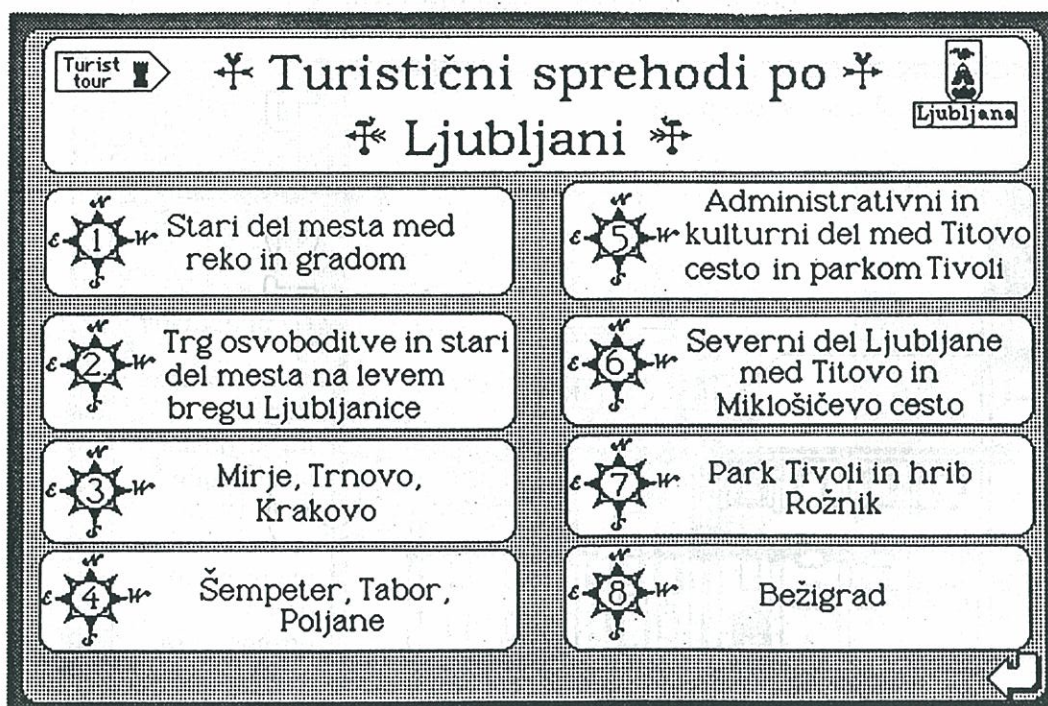 Turist
tour
Turistični sprehodi po
Ljubljani
Ljubljana
N
E 1 W
S
Stari del mesta med
reko in gradom
N
E 2 W
S
Trg osvoboditve in stari
del mesta na levem
bregu Ljubljanice
N
E 3 W
S
Mirje, Trnovo,
Krakovo
N
E 4 W
S
Šempeter, Tabor,
Poljane
N
E 5 W
S
Administrativni in
kulturni del med Titovo
cesto in parkom Tivoli
N
E 6 W
S
Severni del Ljubljane
med Titovo in
Miklošičevo cesto
N
E 7 W
S
Park Tivoli in hrib
Rožnik
N
E 8 W
S
Bežigrad